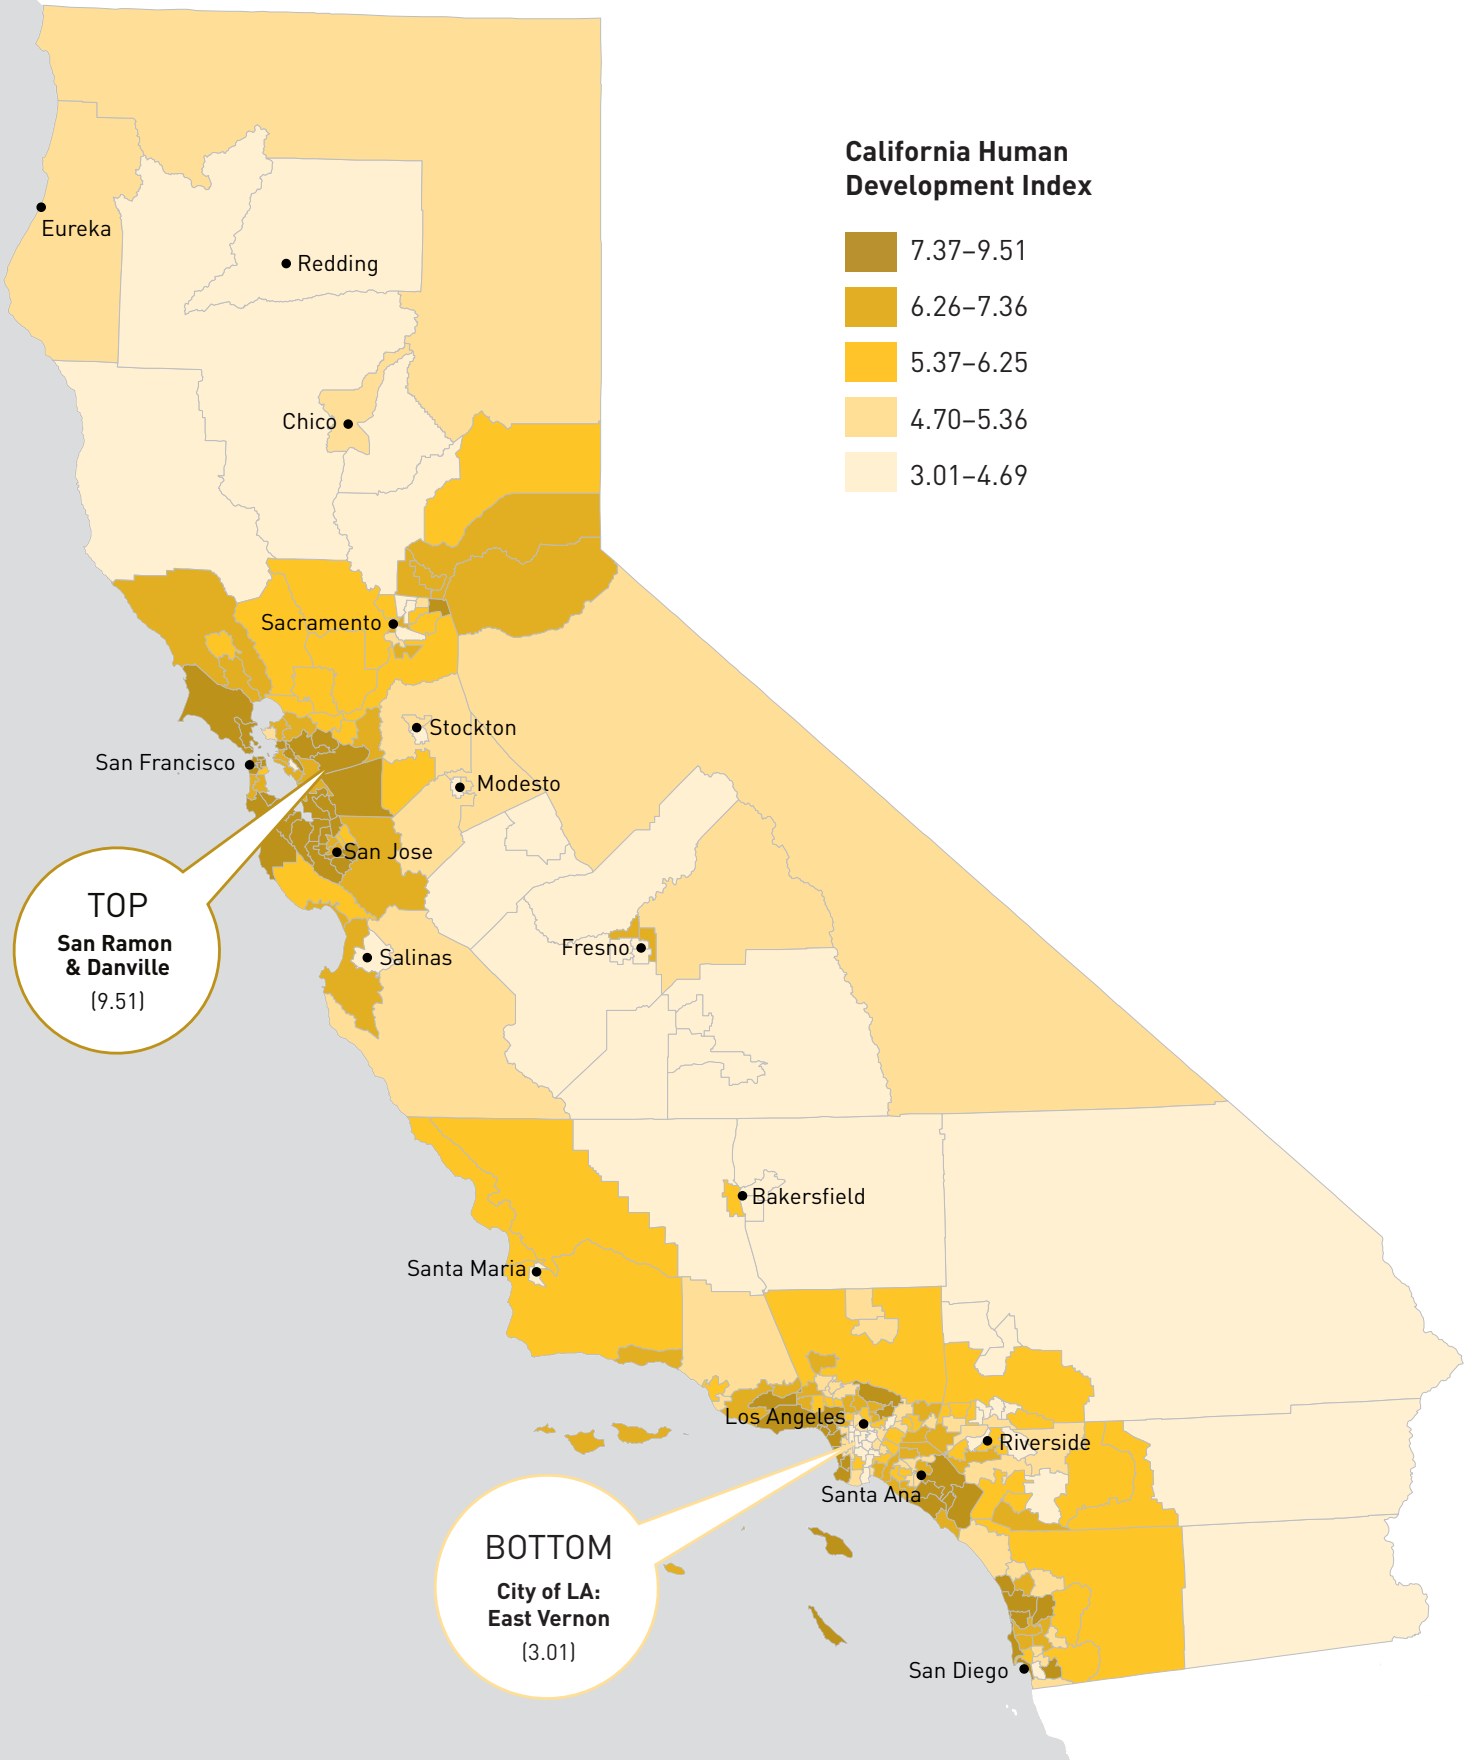 California Human
Development Index
7.37–9.51
6.26–7.36
5.37–6.25
4.70–5.36
3.01–4.69
Eureka
Redding
Chico
Sacramento
Stockton
San Francisco
Modesto
San Jose
TOP
San Ramon
& Danville
(9.51)
Fresno
Salinas
Bakersfield
Santa Maria
Los Angeles
Riverside
Santa Ana
BOTTOM
City of LA:
East Vernon
(3.01)
San Diego